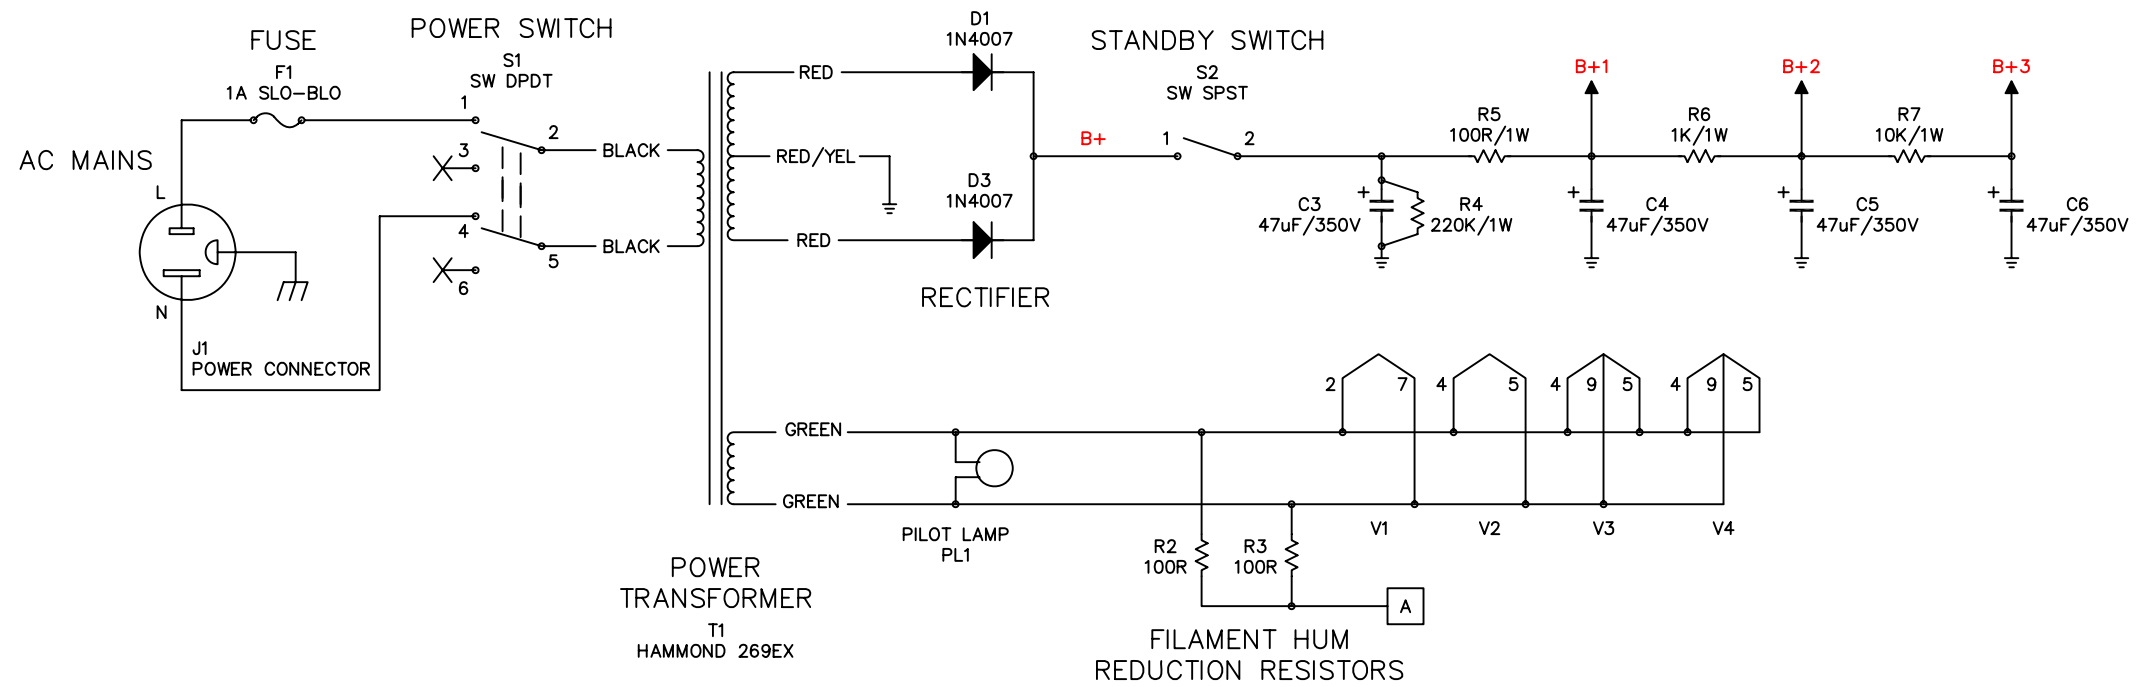 FUSE
F1
1A SLO-BLO
POWER SWITCH
S1
SW DPDT
1
2
3
4
5
6
AC MAINS
L
N
J1
POWER CONNECTOR
BLACK
BLACK
RED
RED/YEL
RED
D1
1N4007
D3
1N4007
RECTIFIER
B+
STANDBY SWITCH
S2
SW SPST
1
2
C3
47uF/350V
+
R4
220K/1W
R5
100R/1W
B+1
+
C4
47uF/350V
R6
1K/1W
B+2
+
C5
47uF/350V
R7
10K/1W
B+3
+
C6
47uF/350V
GREEN
GREEN
PILOT LAMP
PL1
POWER
TRANSFORMER
T1
HAMMOND 269EX
R2
100R
R3
100R
A
FILAMENT HUM
REDUCTION RESISTORS
2
7
4
5
4
9
5
4
9
5
V1
V2
V3
V4